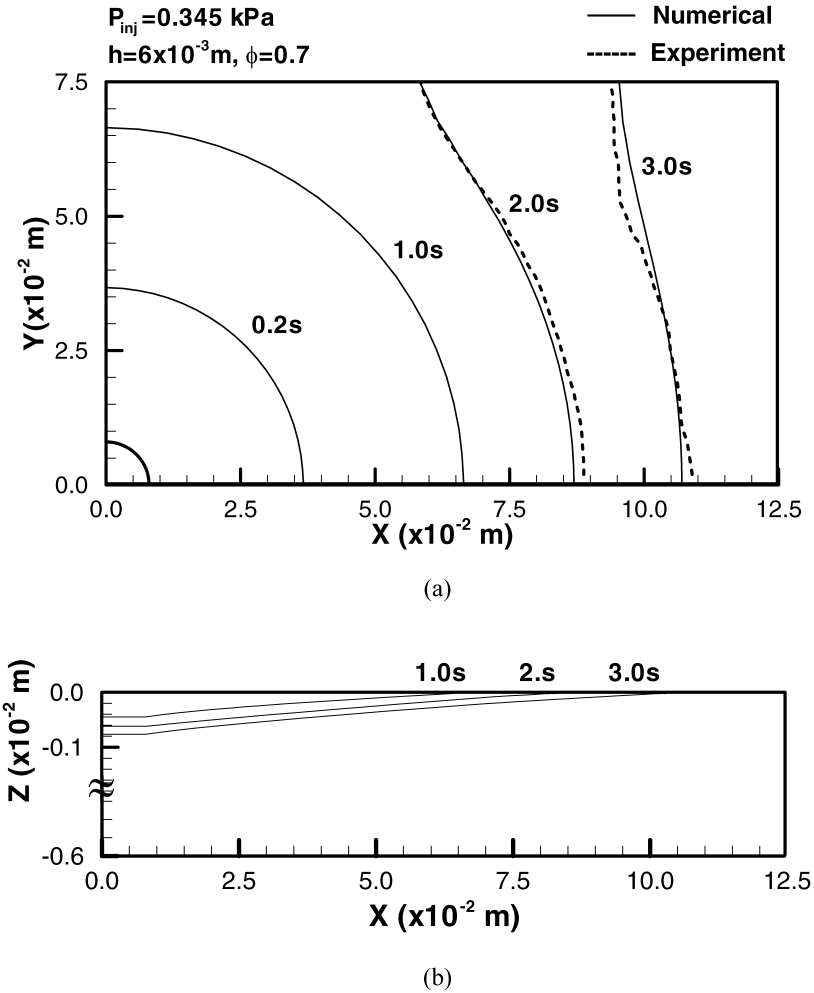 P_inj=0.345 kPa
h=6x10⁻³m, ϕ=0.7
Numerical
Experiment
7.5
5.0
2.5
0.0
Y(x10⁻² m)
0.2s
1.0s
2.0s
3.0s
0.0 2.5 5.0 7.5 10.0 12.5
X (x10⁻² m)
(a)
1.0s 2.s 3.0s
0.0
-0.1
≈
-0.6
Z (x10⁻² m)
0.0 2.5 5.0 7.5 10.0 12.5
X (x10⁻² m)
(b)